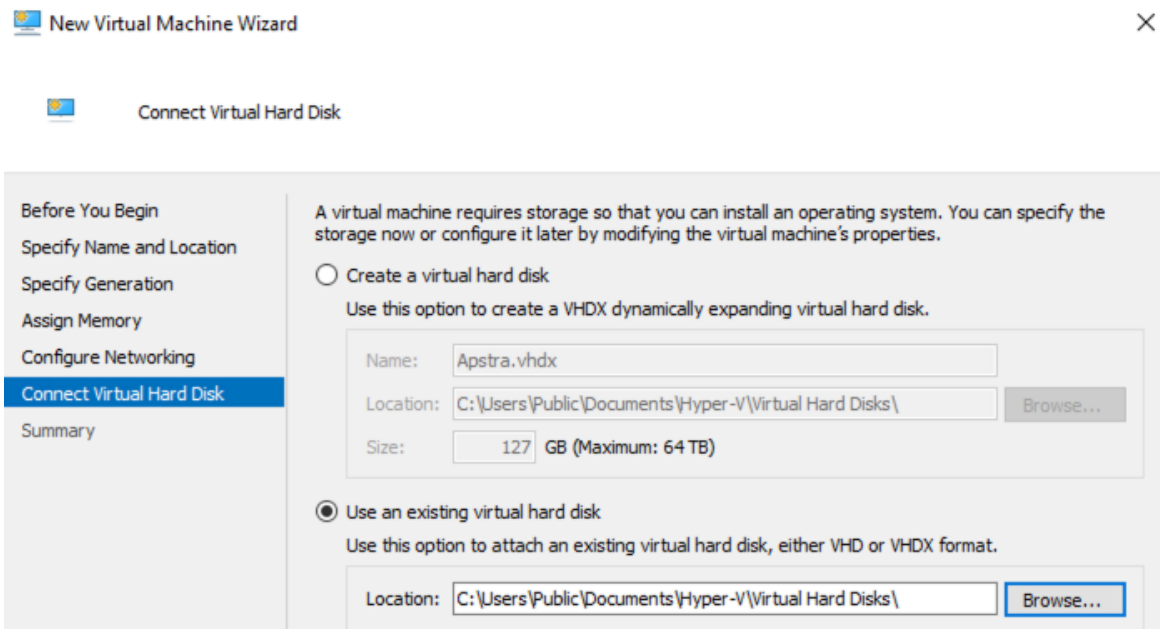 New Virtual Machine Wizard
Connect Virtual Hard Disk
Before You Begin
Specify Name and Location
Specify Generation
Assign Memory
Configure Networking
Connect Virtual Hard Disk
Summary
A virtual machine requires storage so that you can install an operating system. You can specify the
storage now or configure it later by modifying the virtual machine's properties.
Create a virtual hard disk
Use this option to create a VHDX dynamically expanding virtual hard disk.
Name: Apstra.vhdx
Location: C:\Users\Public\Documents\Hyper-V\Virtual Hard Disks\ Browse...
Size: 127 GB (Maximum: 64 TB)
Use an existing virtual hard disk
Use this option to attach an existing virtual hard disk, either VHD or VHDX format.
Location: C:\Users\Public\Documents\Hyper-V\Virtual Hard Disks\ Browse...